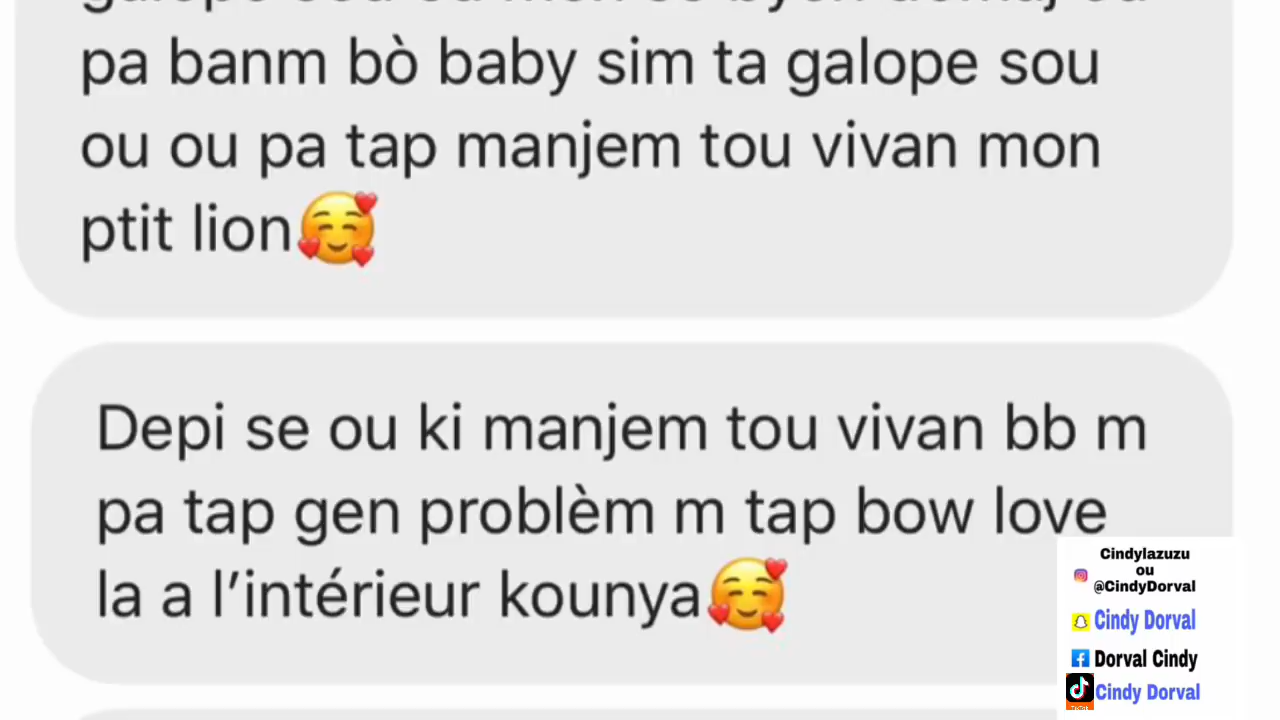 pa banm bò baby sim ta galope sou
ou ou pa tap manjem tou vivan mon
ptit lion🥰
Depi se ou ki manjem tou vivan bb m
pa tap gen problèm m tap bow love
la a l’intérieur kounya🥰
Cindylazuzu
ou
@CindyDorval
Cindy Dorval
Dorval Cindy
Cindy Dorval